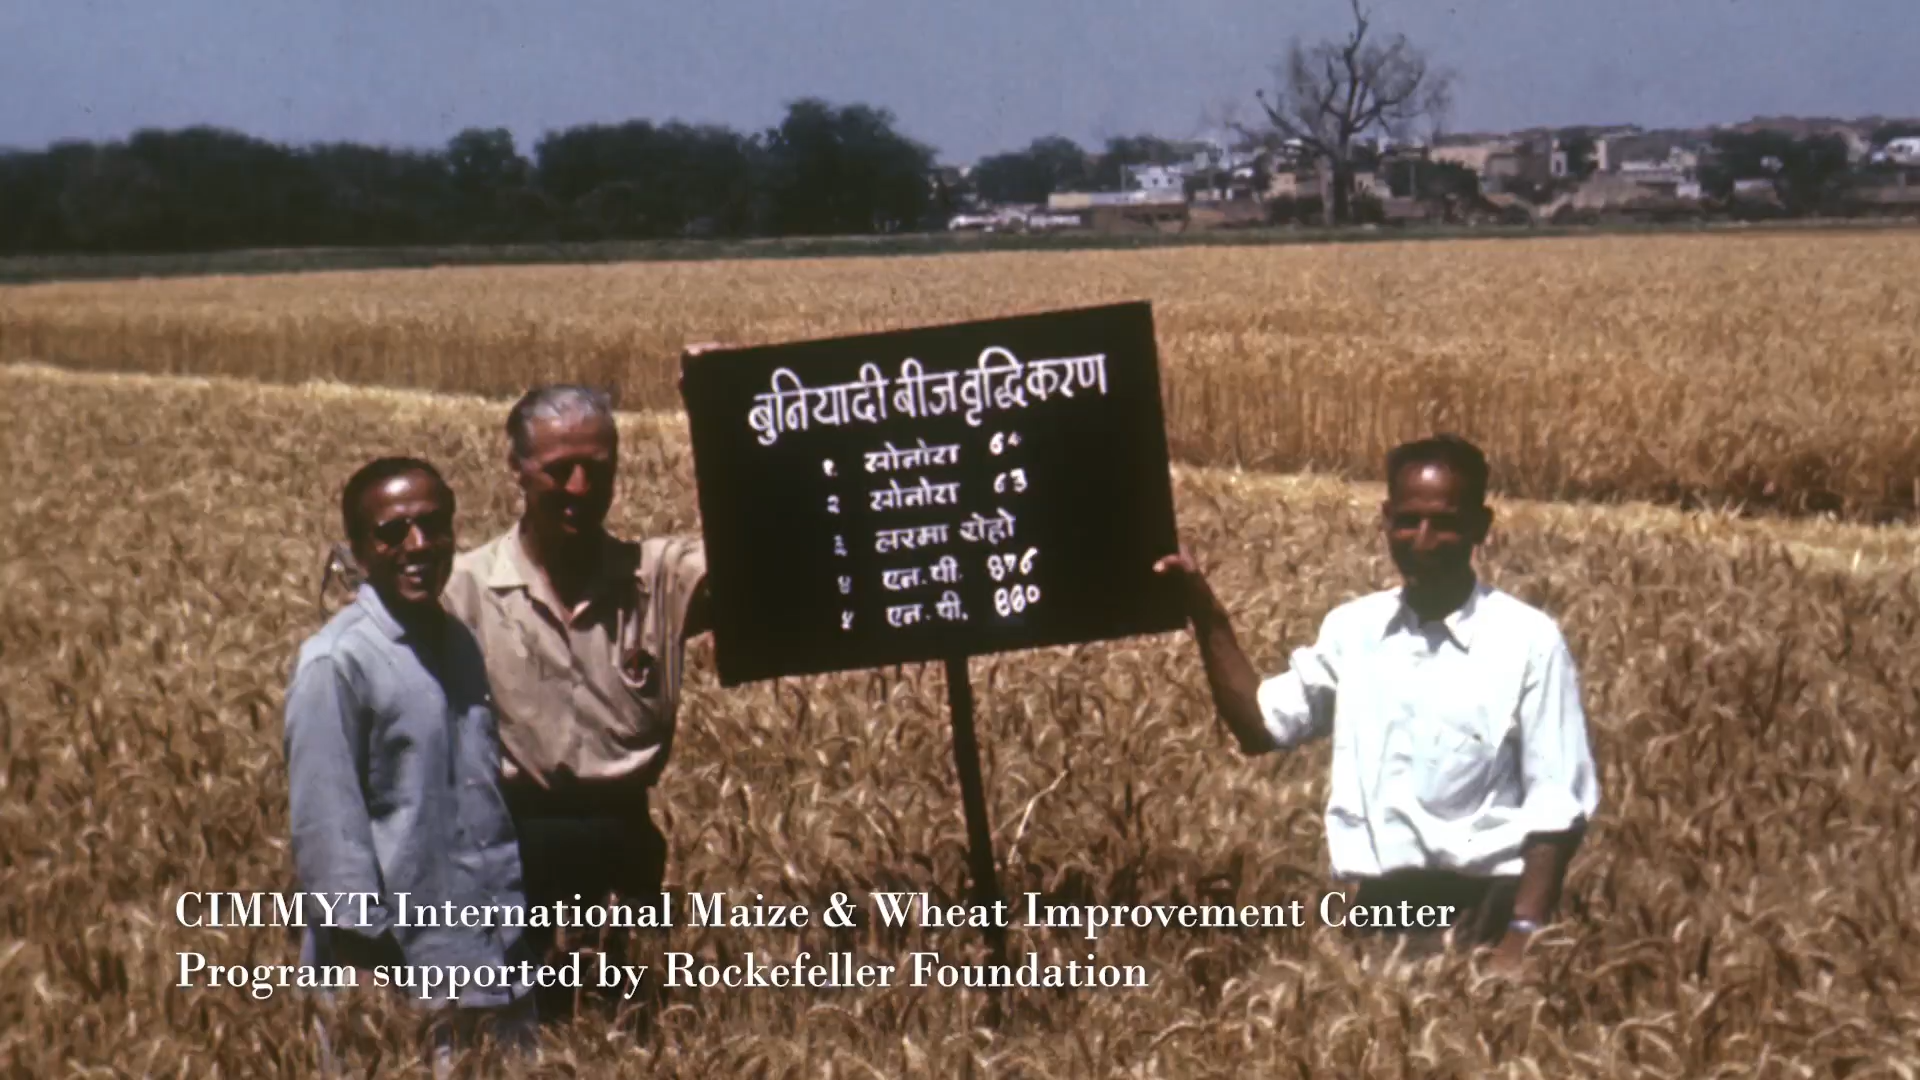 बुनियादी बीज वृद्धिकरण
१ सोनोरा 64
२ सोनोरा 63
३ लरमा रोहो
४ एन.पी. 876
५ एन.पी. 880
CIMMYT International Maize & Wheat Improvement Center
Program supported by Rockefeller Foundation